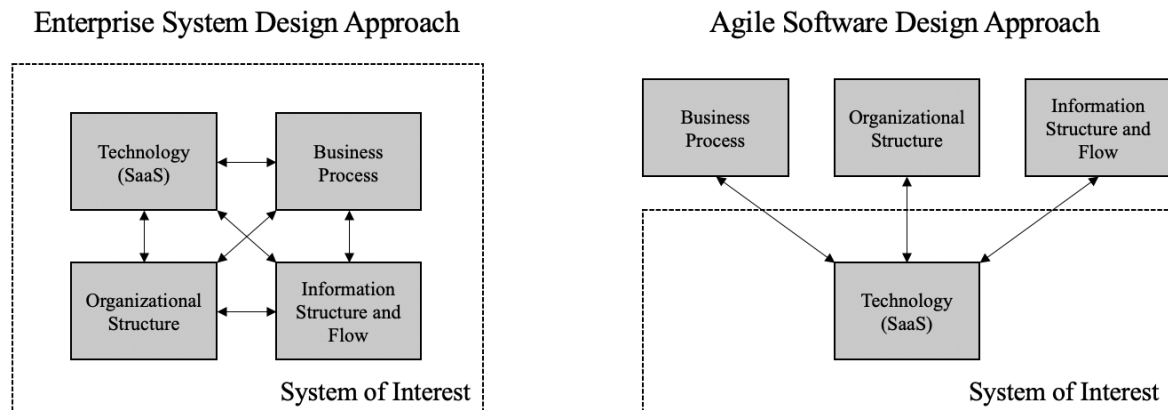 Enterprise System Design Approach
Technology
(SaaS)
Business
Process
Organizational
Structure
Information
Structure and
Flow
System of Interest
Agile Software Design Approach
Business
Process
Organizational
Structure
Information
Structure and
Flow
Technology
(SaaS)
System of Interest